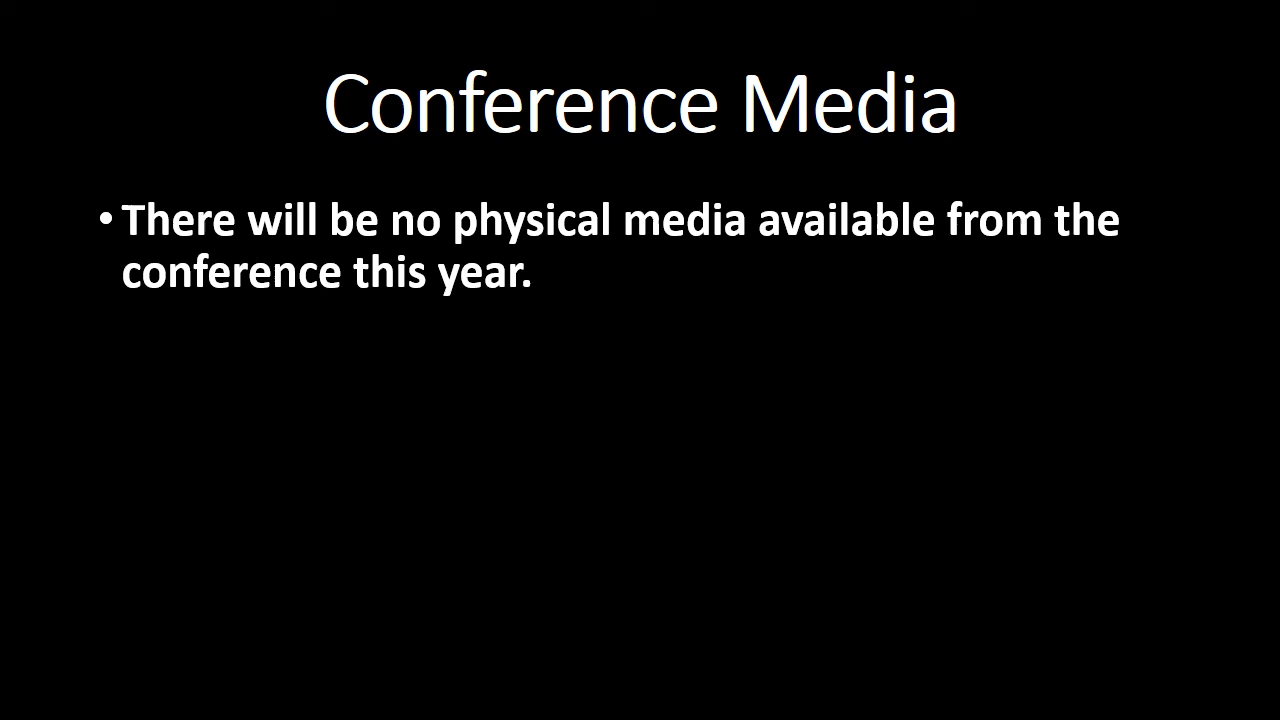 Conference Media
• There will be no physical media available from the
conference this year.